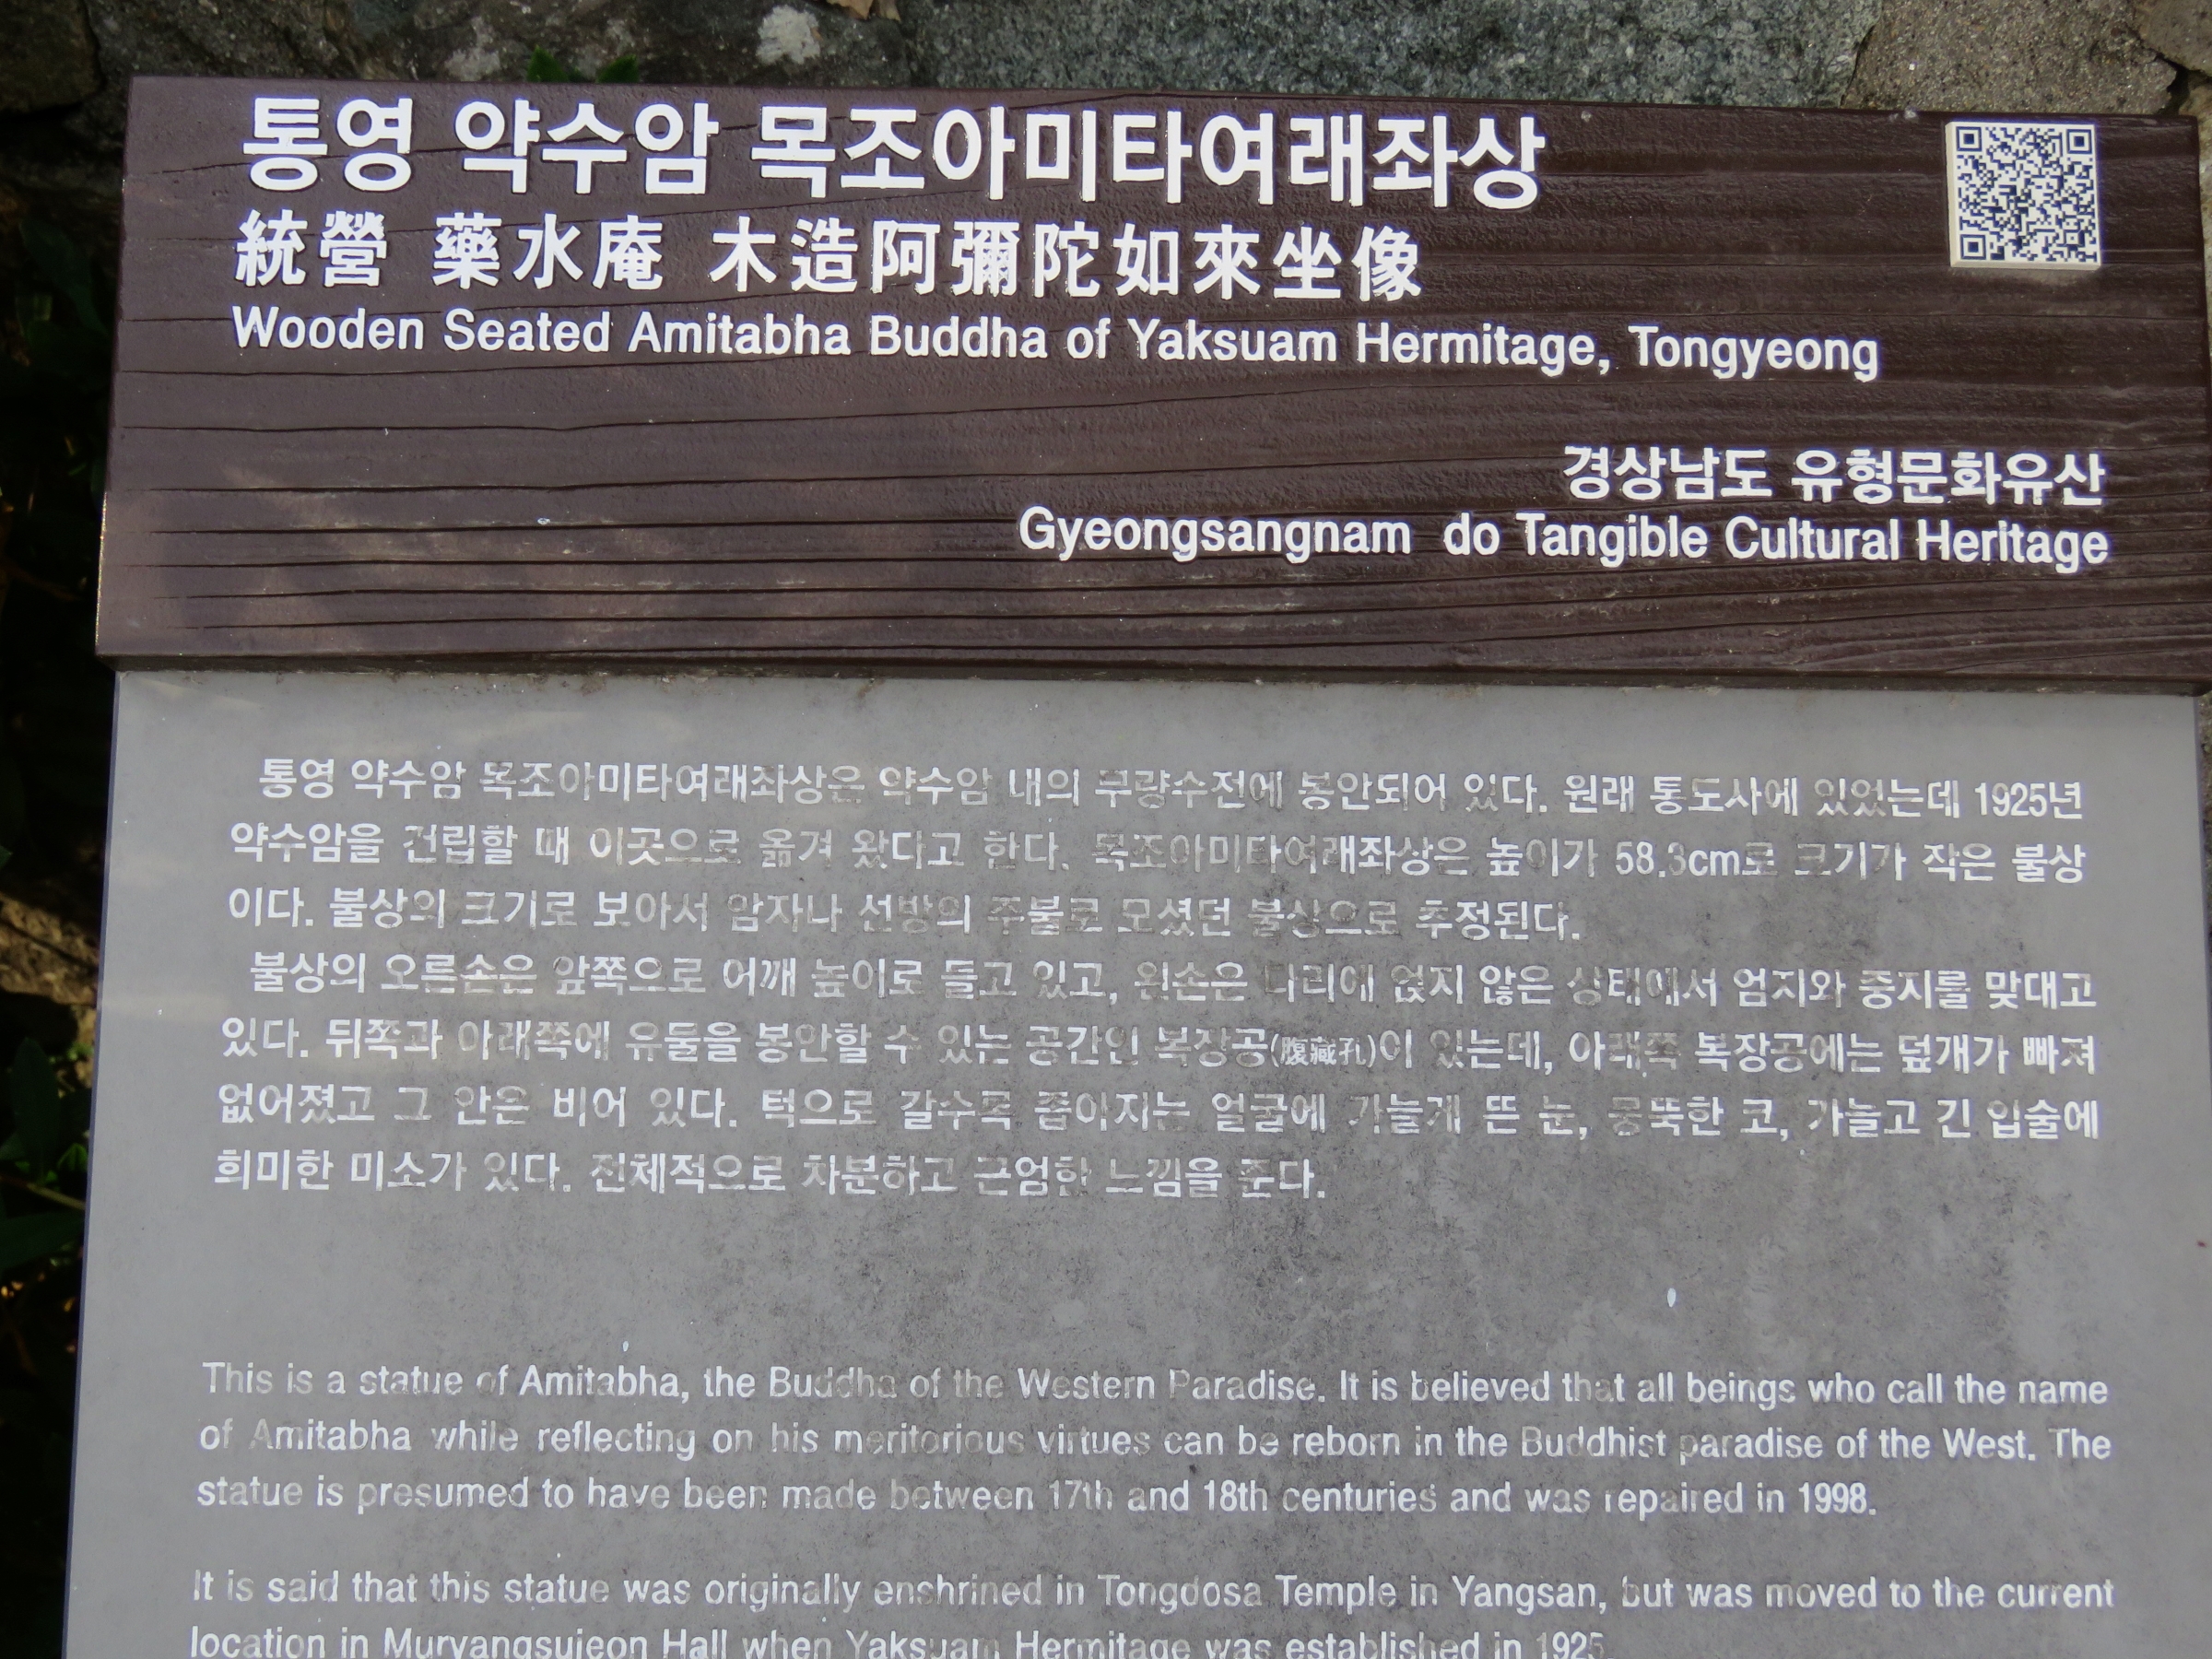 통영 약수암 목조아미타여래좌상
統營 藥水庵 木造阿彌陀如來坐像
Wooden Seated Amitabha Buddha of Yaksuam Hermitage, Tongyeong
경상남도 유형문화유산
Gyeongsangnam do Tangible Cultural Heritage
통영 약수암 목조아미타여래좌상은 약수암 내의 무량수전에 봉안되어 있다. 원래 통도사에 있었는데 1925년
약수암을 건립할 때 이곳으로 옮겨 왔다고 한다. 목조아미타여래좌상은 높이가 58.3cm로 크기가 작은 불상
이다. 불상의 크기로 보아서 암자나 선방의 주불로 모셨던 불상으로 추정된다.
불상의 오른손은 앞쪽으로 어깨 높이로 들고 있고, 왼손은 다리에 얹지 않은 상태에서 엄지와 중지를 맞대고
있다. 뒤쪽과 아래쪽에 유물을 봉안할 수 있는 공간인 복장공(腹藏孔)이 있는데, 아래쪽 복장공에는 덮개가 빠져
없어졌고 그 안은 비어 있다. 턱으로 갈수록 좁아지는 얼굴에 가늘게 뜬 눈, 뭉뚝한 코, 가늘고 긴 입술에
희미한 미소가 있다. 전체적으로 차분하고 근엄한 느낌을 준다.
This is a statue of Amitabha, the Buddha of the Western Paradise. It is believed that all beings who call the name
of Amitabha while reflecting on his meritorious virtues can be reborn in the Buddhist paradise of the West. The
statue is presumed to have been made between 17th and 18th centuries and was repaired in 1998.
It is said that this statue was originally enshrined in Tongdosa Temple in Yangsan, but was moved to the current
location in Muryangsujeon Hall when Yaksuam Hermitage was established in 1925.